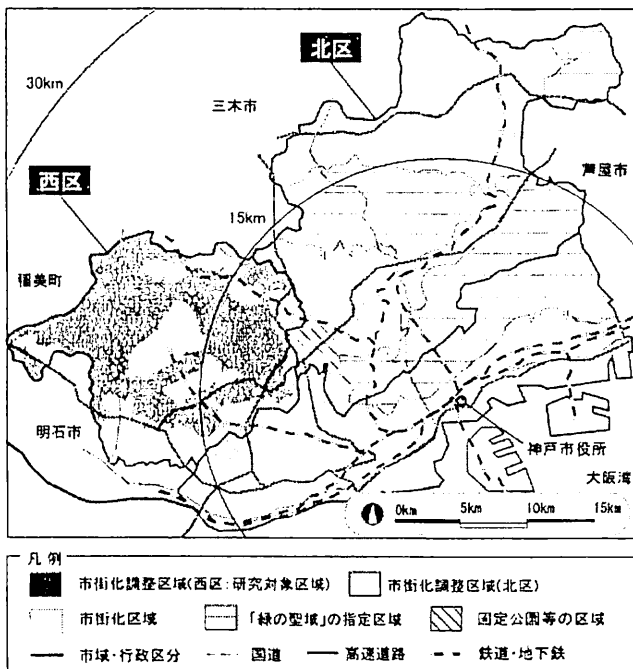 北区
30km
三木市
芦屋市
西区
15km
稲美町
明石市
神戸市役所
大阪湾
0km 5km 10km 15km
凡例
市街化調整区域(西区:研究対象区域) 市街化調整区域(北区)
市街化区域 「緑の聖域」の指定区域 固定公園等の区域
市域・行政区分 国道 高速道路 鉄道・地下鉄